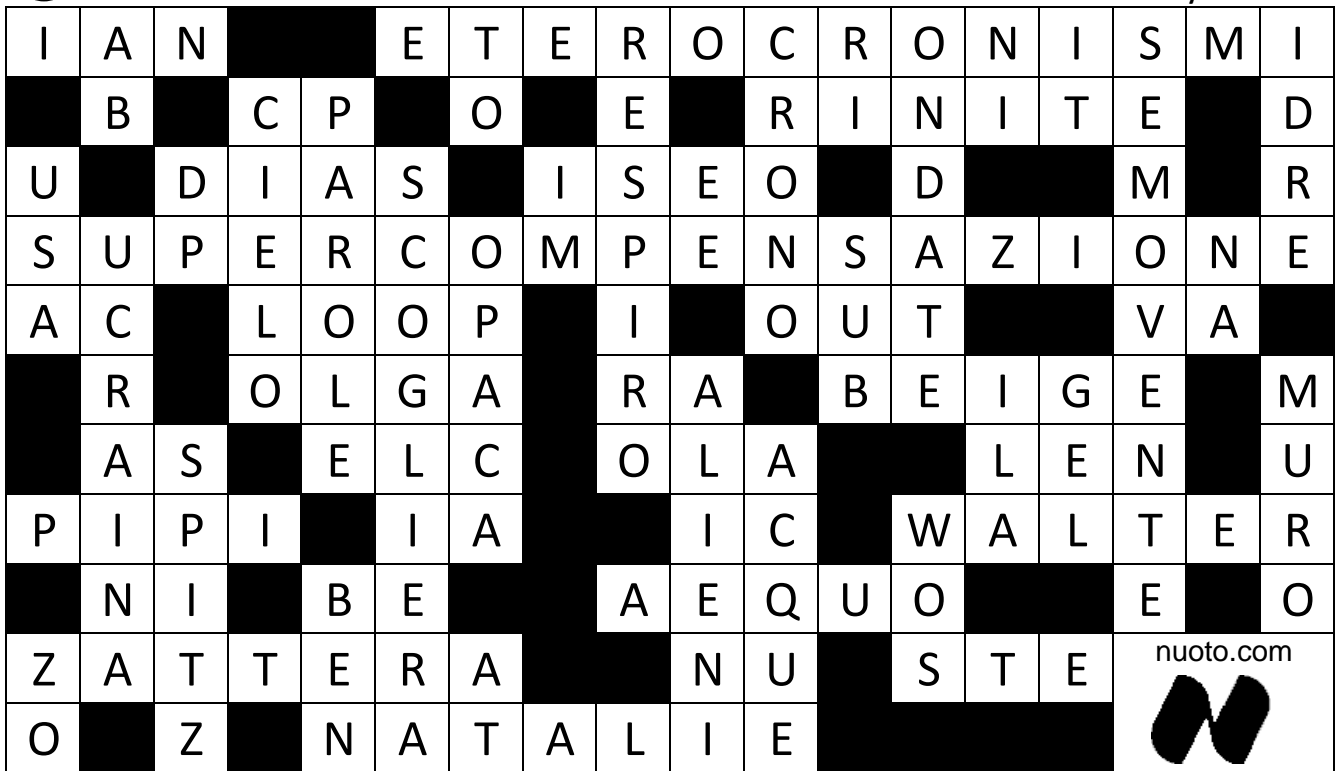 I A N E T E R O C R O N I S M I
B C P O E R I N I T E D
U D I A S I S E O D M R
S U P E R C O M P E N S A Z I O N E
A C L O O P I O U T V A
R O L G A R A B E I G E M
A S E L C O L A L E N U
P I P I I A I C W A L T E R
N I B E A E Q U O E O
Z A T T E R A N U S T E
nuoto.com
O Z N A T A L I E